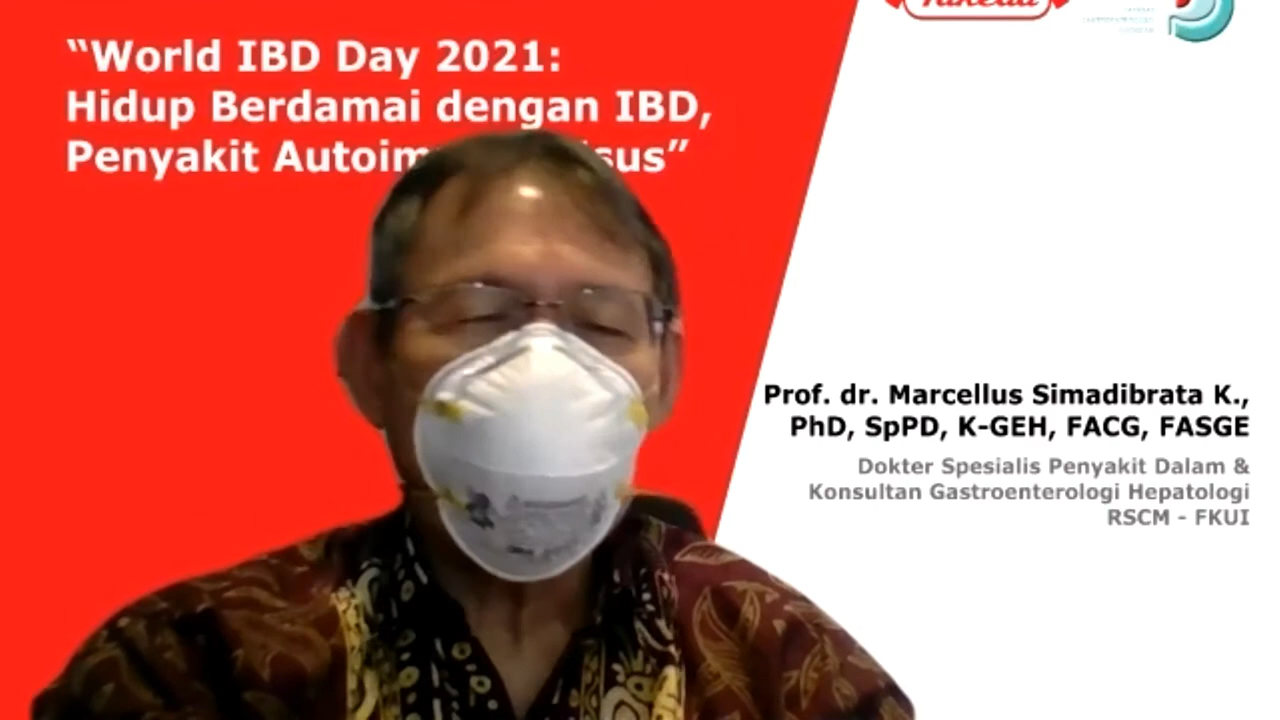 Takeda
“World IBD Day 2021:
Hidup Berdamai dengan IBD,
Penyakit
Prof. dr. Marcellus Simadibrata K.,
PhD, SpPD, K-GEH, FACG, FASGE
Dokter Spesialis Penyakit Dalam &
Konsultan Gastroenterologi Hepatologi
RSCM - FKUI